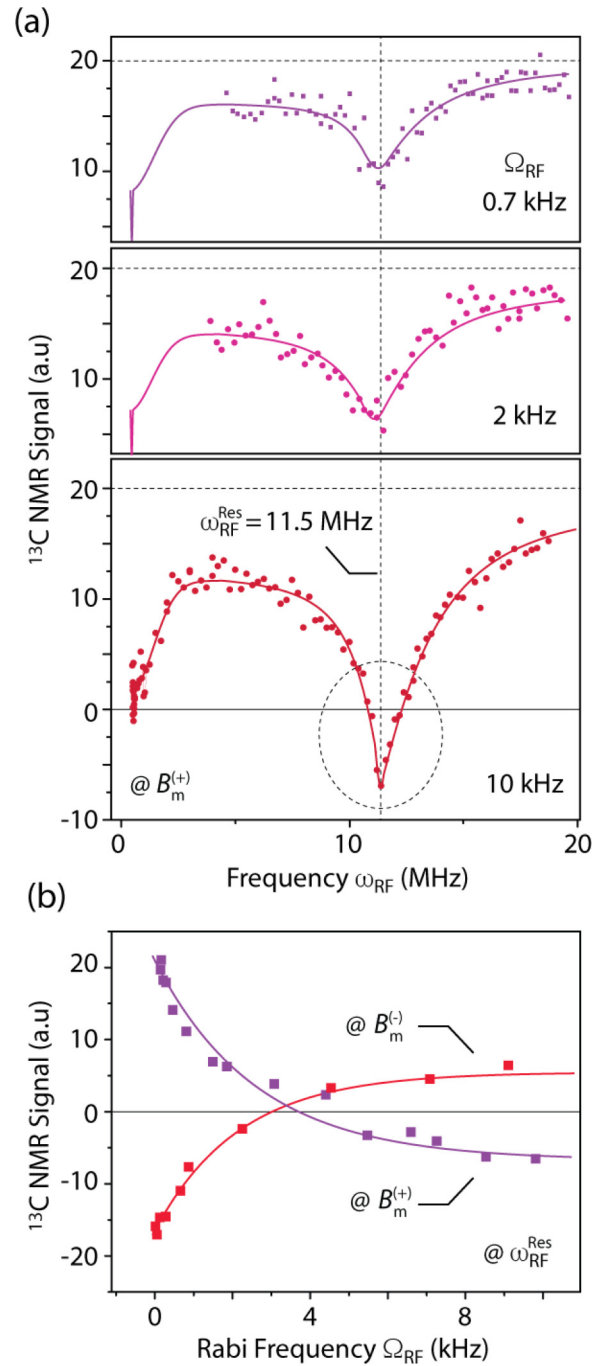 (a)
20
10
Ω_RF
0.7 kHz
20
10
2 kHz
20
10
0
-10
ω_RF^Res = 11.5 MHz
@ B_m^(+)
10 kHz
¹³C NMR Signal (a.u)
0
10
20
Frequency ω_RF (MHz)
(b)
20
10
0
-10
-20
¹³C NMR Signal (a.u)
@ B_m^(-)
@ B_m^(+)
@ ω_RF^Res
0
4
8
Rabi Frequency Ω_RF (kHz)